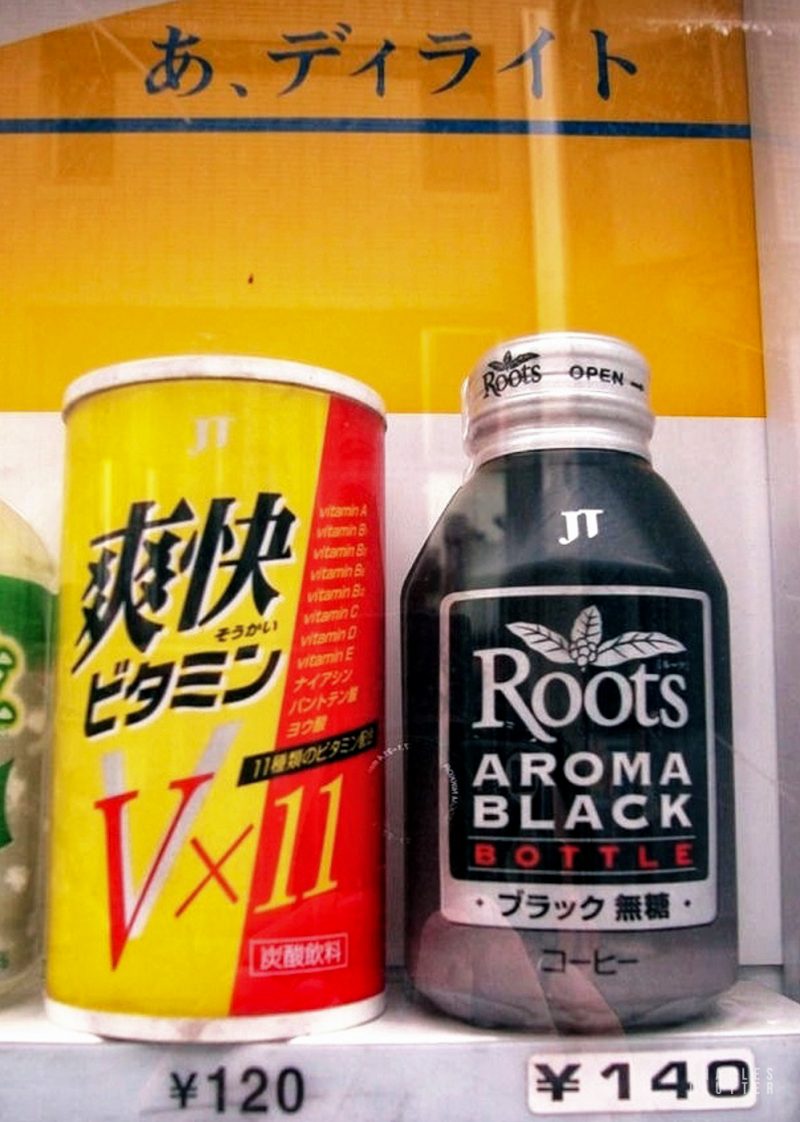 あ、ディライト
JT
爽快
そうかい
ビタミン
vitamin A
vitamin B1
vitamin B2
vitamin B6
vitamin C
vitamin D
vitamin E
ナイアシン
パントテン酸
ヨウ酸
11種類のビタミン配合
V×11
炭酸飲料
¥120
Roots OPEN→
JT
Roots
[ルーツ]
AROMA
BLACK
BOTTLE
・ブラック 無糖・
コーヒー
¥140